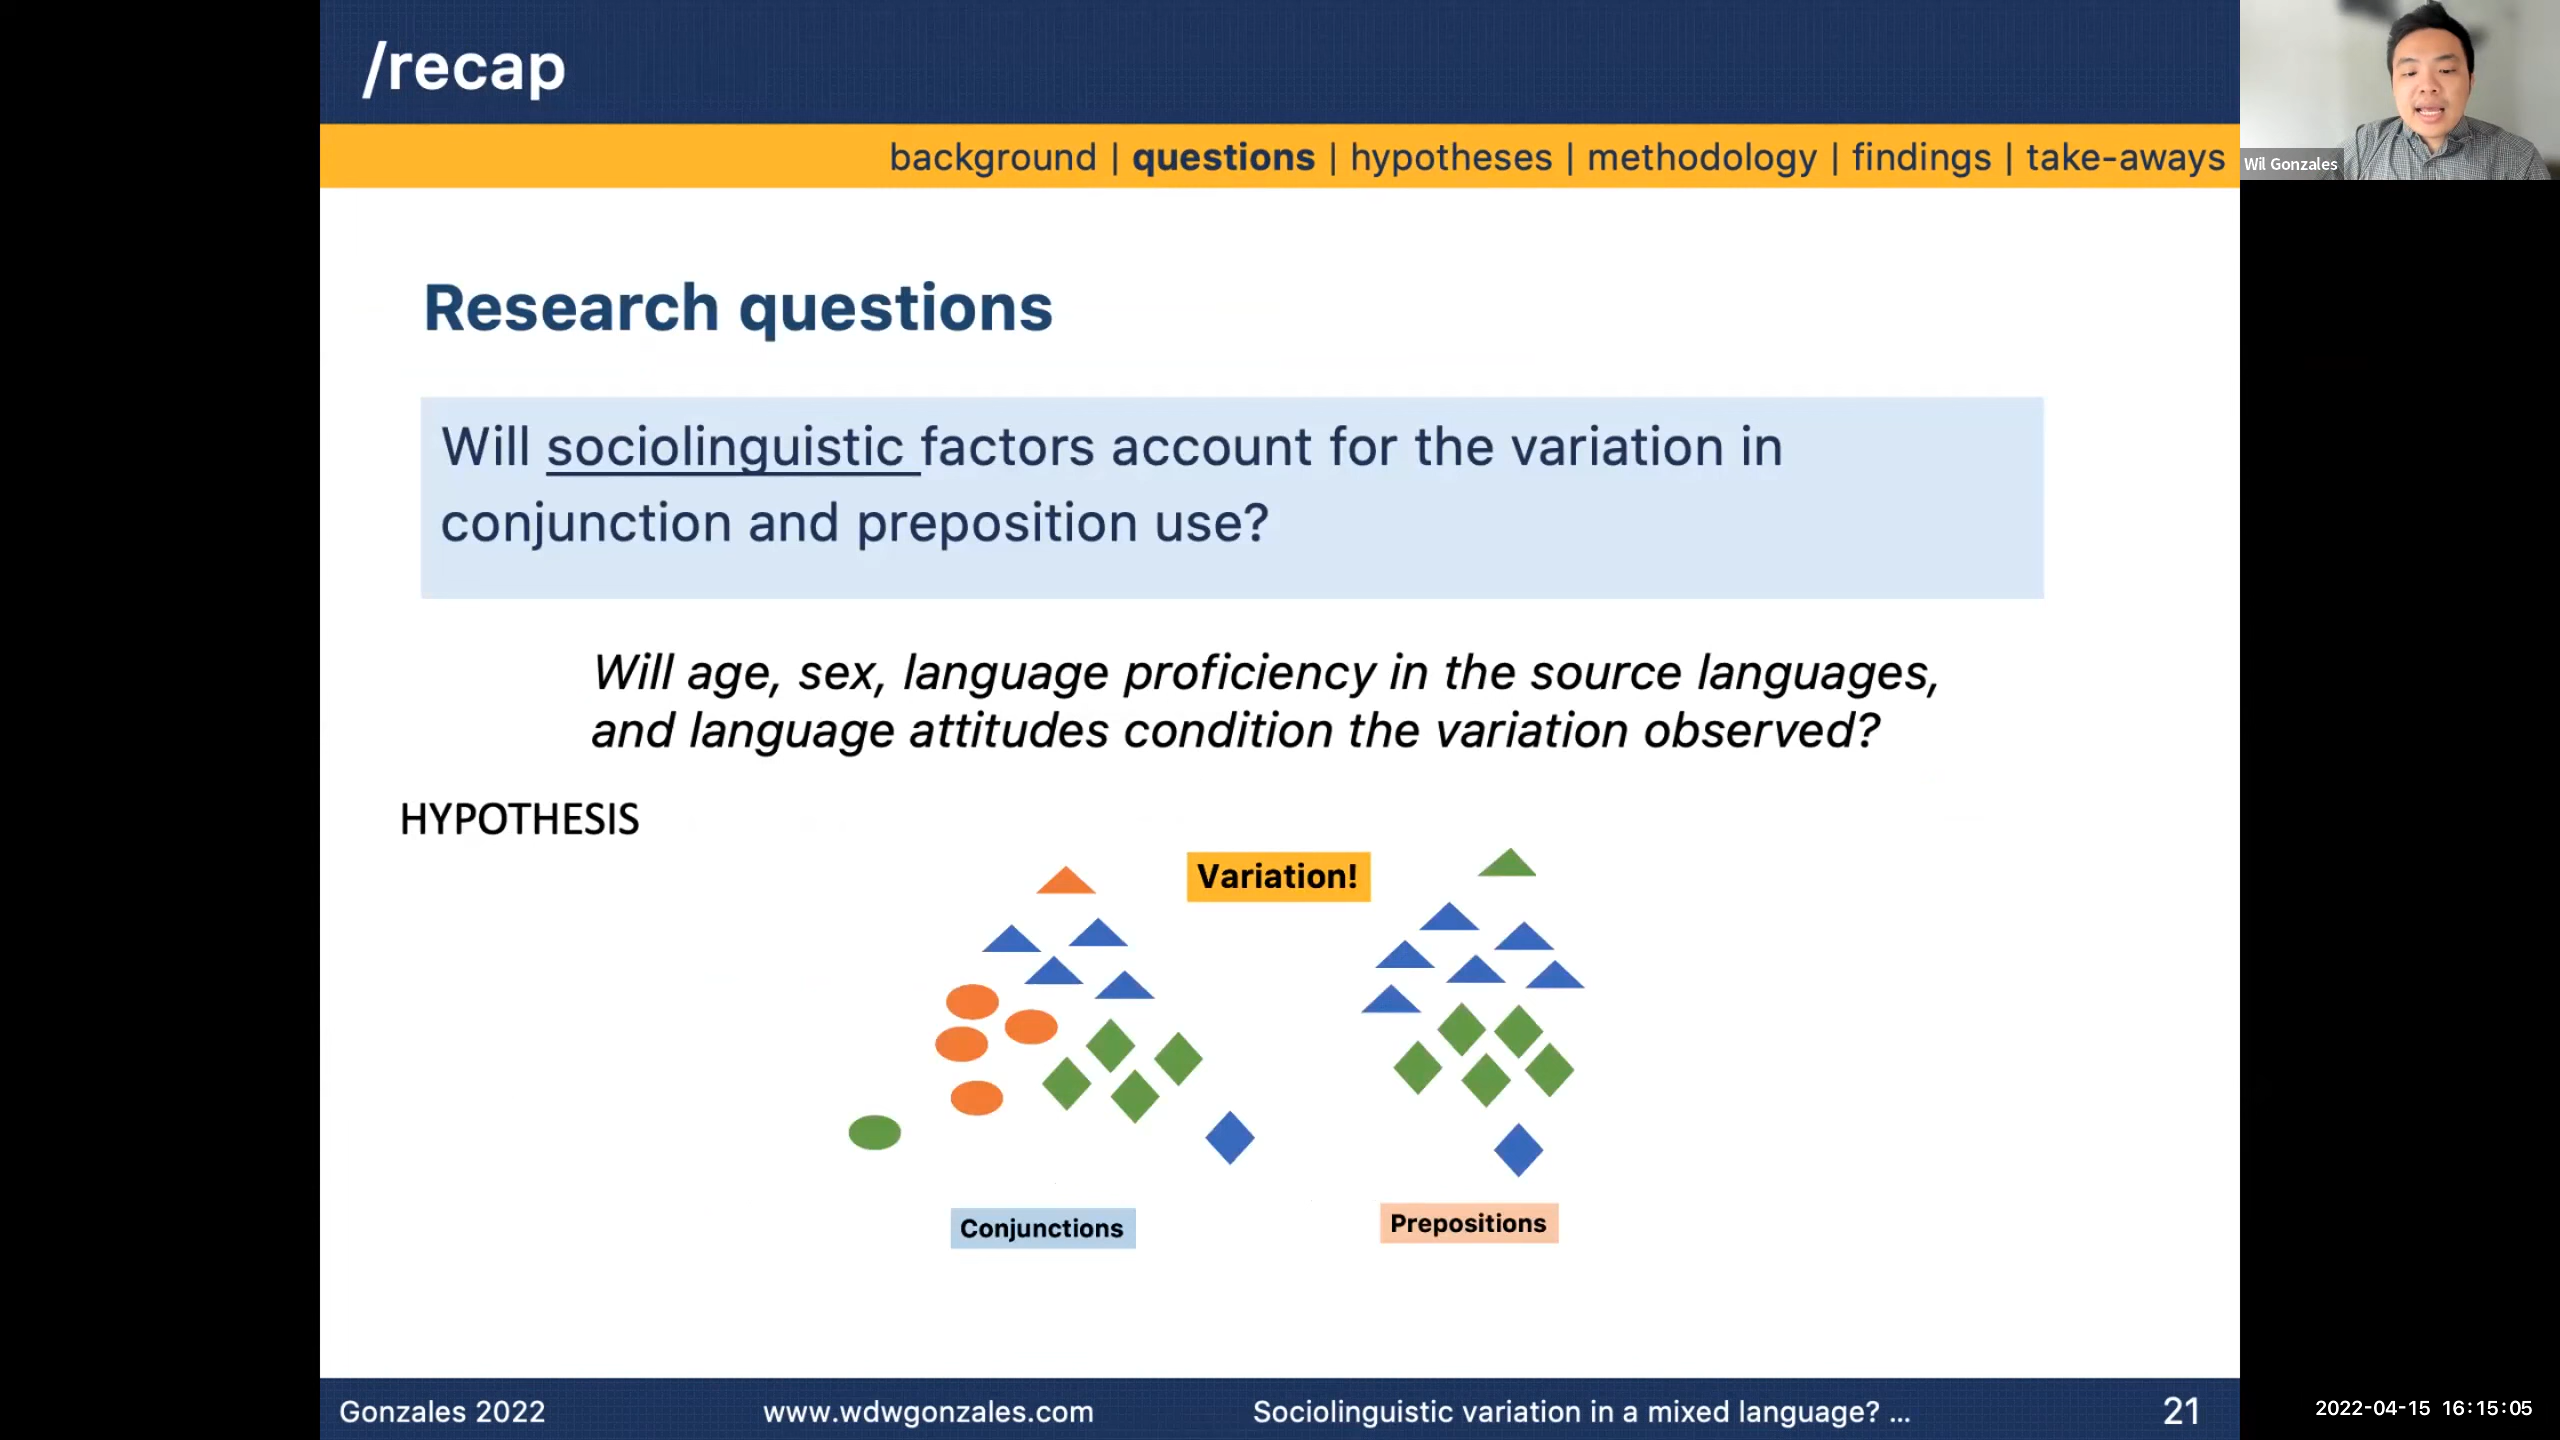 /recap
background | questions | hypotheses | methodology | findings | take-aways
Wil Gonzales
Research questions
Will sociolinguistic factors account for the variation in
conjunction and preposition use?
Will age, sex, language proficiency in the source languages,
and language attitudes condition the variation observed?
HYPOTHESIS
Variation!
Conjunctions
Prepositions
Gonzales 2022
www.wdwgonzales.com
Sociolinguistic variation in a mixed language? ...
21
2022-04-15 16:15:05